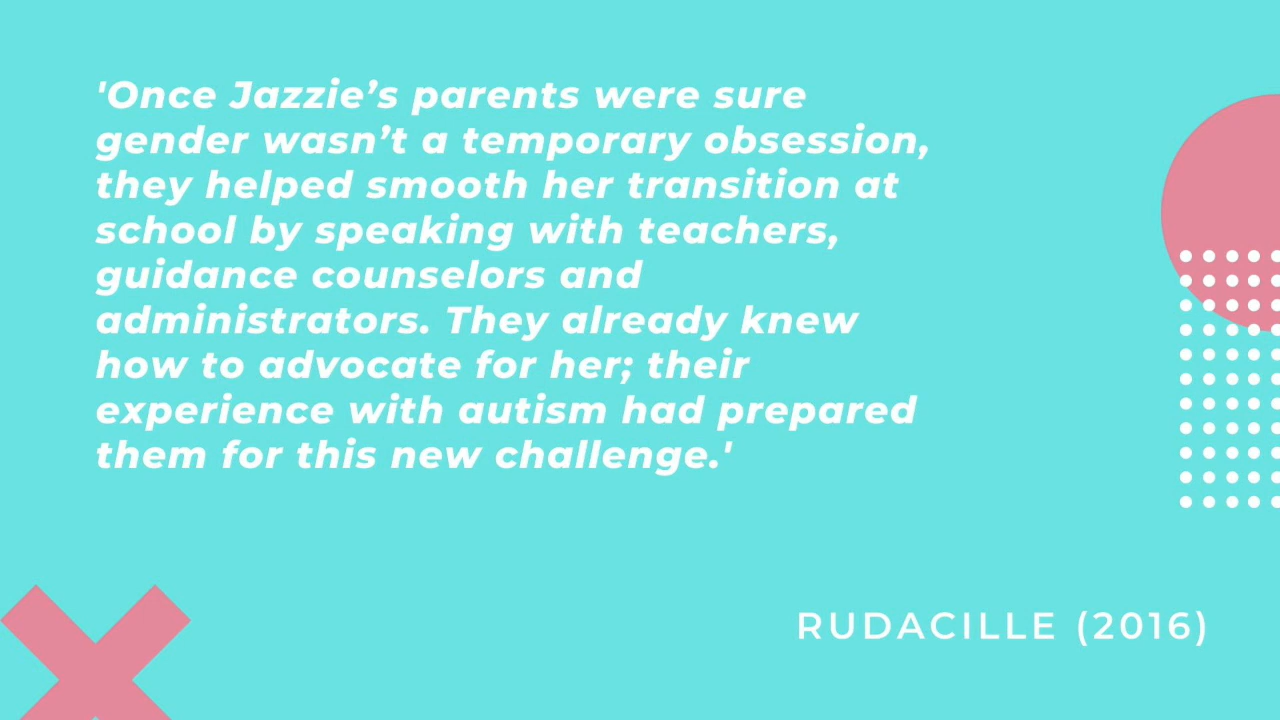 'Once Jazzie’s parents were sure
gender wasn’t a temporary obsession,
they helped smooth her transition at
school by speaking with teachers,
guidance counselors and
administrators. They already knew
how to advocate for her; their
experience with autism had prepared
them for this new challenge.'
RUDACILLE (2016)